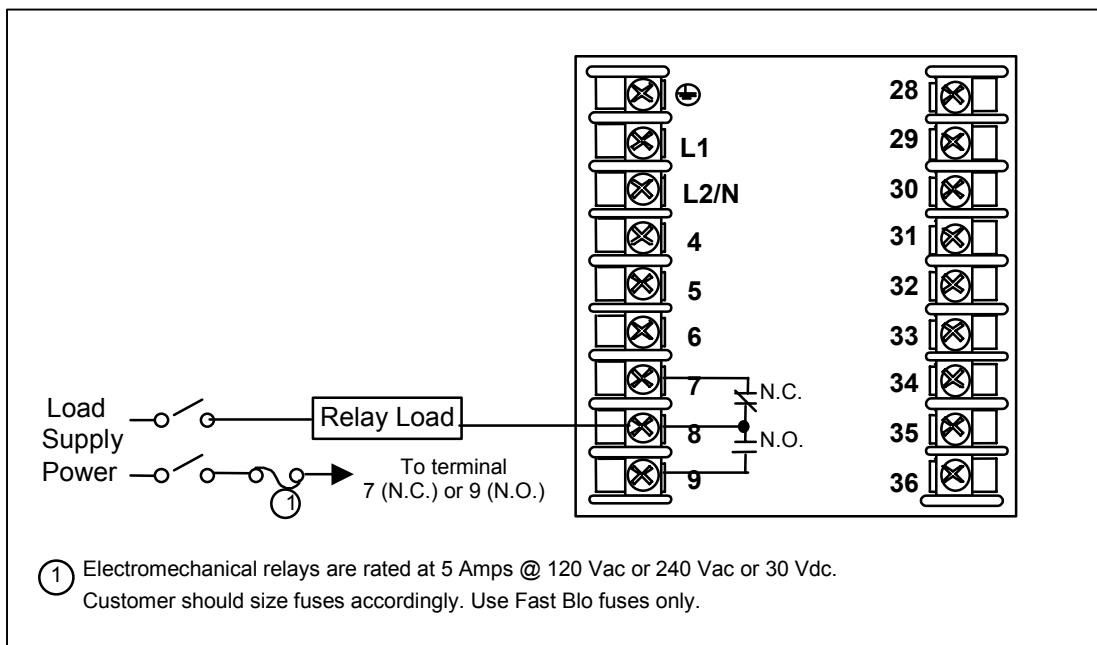 L1
L2/N
4
5
6
7
8
9
N.C.
N.O.
28
29
30
31
32
33
34
35
36
Load
Supply
Power
Relay Load
1
To terminal
7 (N.C.) or 9 (N.O.)
1 Electromechanical relays are rated at 5 Amps @ 120 Vac or 240 Vac or 30 Vdc.
Customer should size fuses accordingly. Use Fast Blo fuses only.